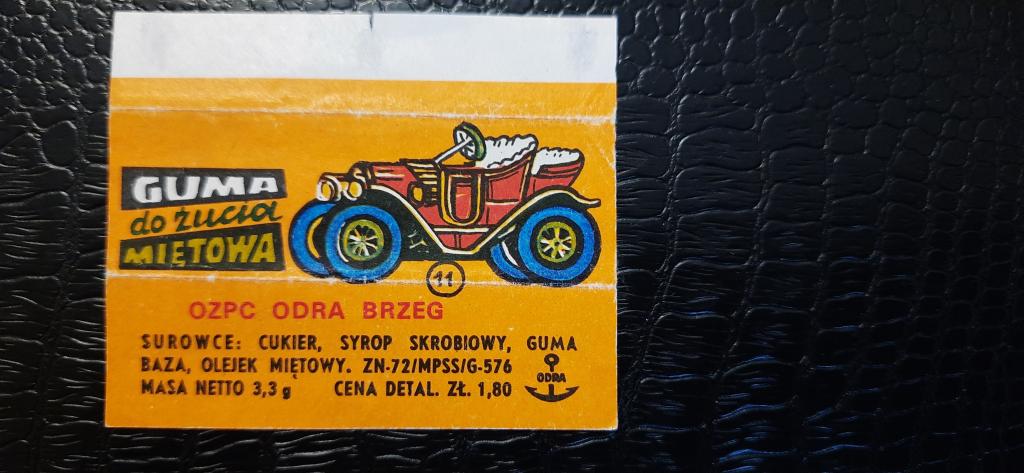 GUMA
do żucia
MIĘTOWA
11
OZPC ODRA BRZEG
SUROWCE: CUKIER, SYROP SKROBIOWY, GUMA
BAZA, OLEJEK MIĘTOWY. ZN-72/MPSS/G-576
MASA NETTO 3,3 g CENA DETAL. ZŁ. 1,80
ODRA